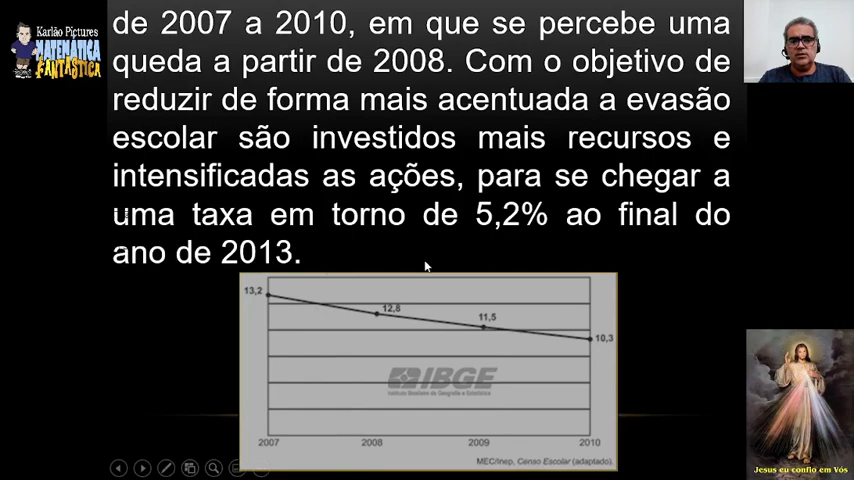 Karlão Pictures
MATEMÁTICA
FANTÁSTICA
de 2007 a 2010, em que se percebe uma
queda a partir de 2008. Com o objetivo de
reduzir de forma mais acentuada a evasão
escolar são investidos mais recursos e
intensificadas as ações, para se chegar a
uma taxa em torno de 5,2% ao final do
ano de 2013.
13,2
12,8
11,5
10,3
IBGE
Instituto Brasileiro de Geografia e Estatística
2007 2008 2009 2010
MEC/Inep, Censo Escolar (adaptado).
Jesus eu confio em Vós